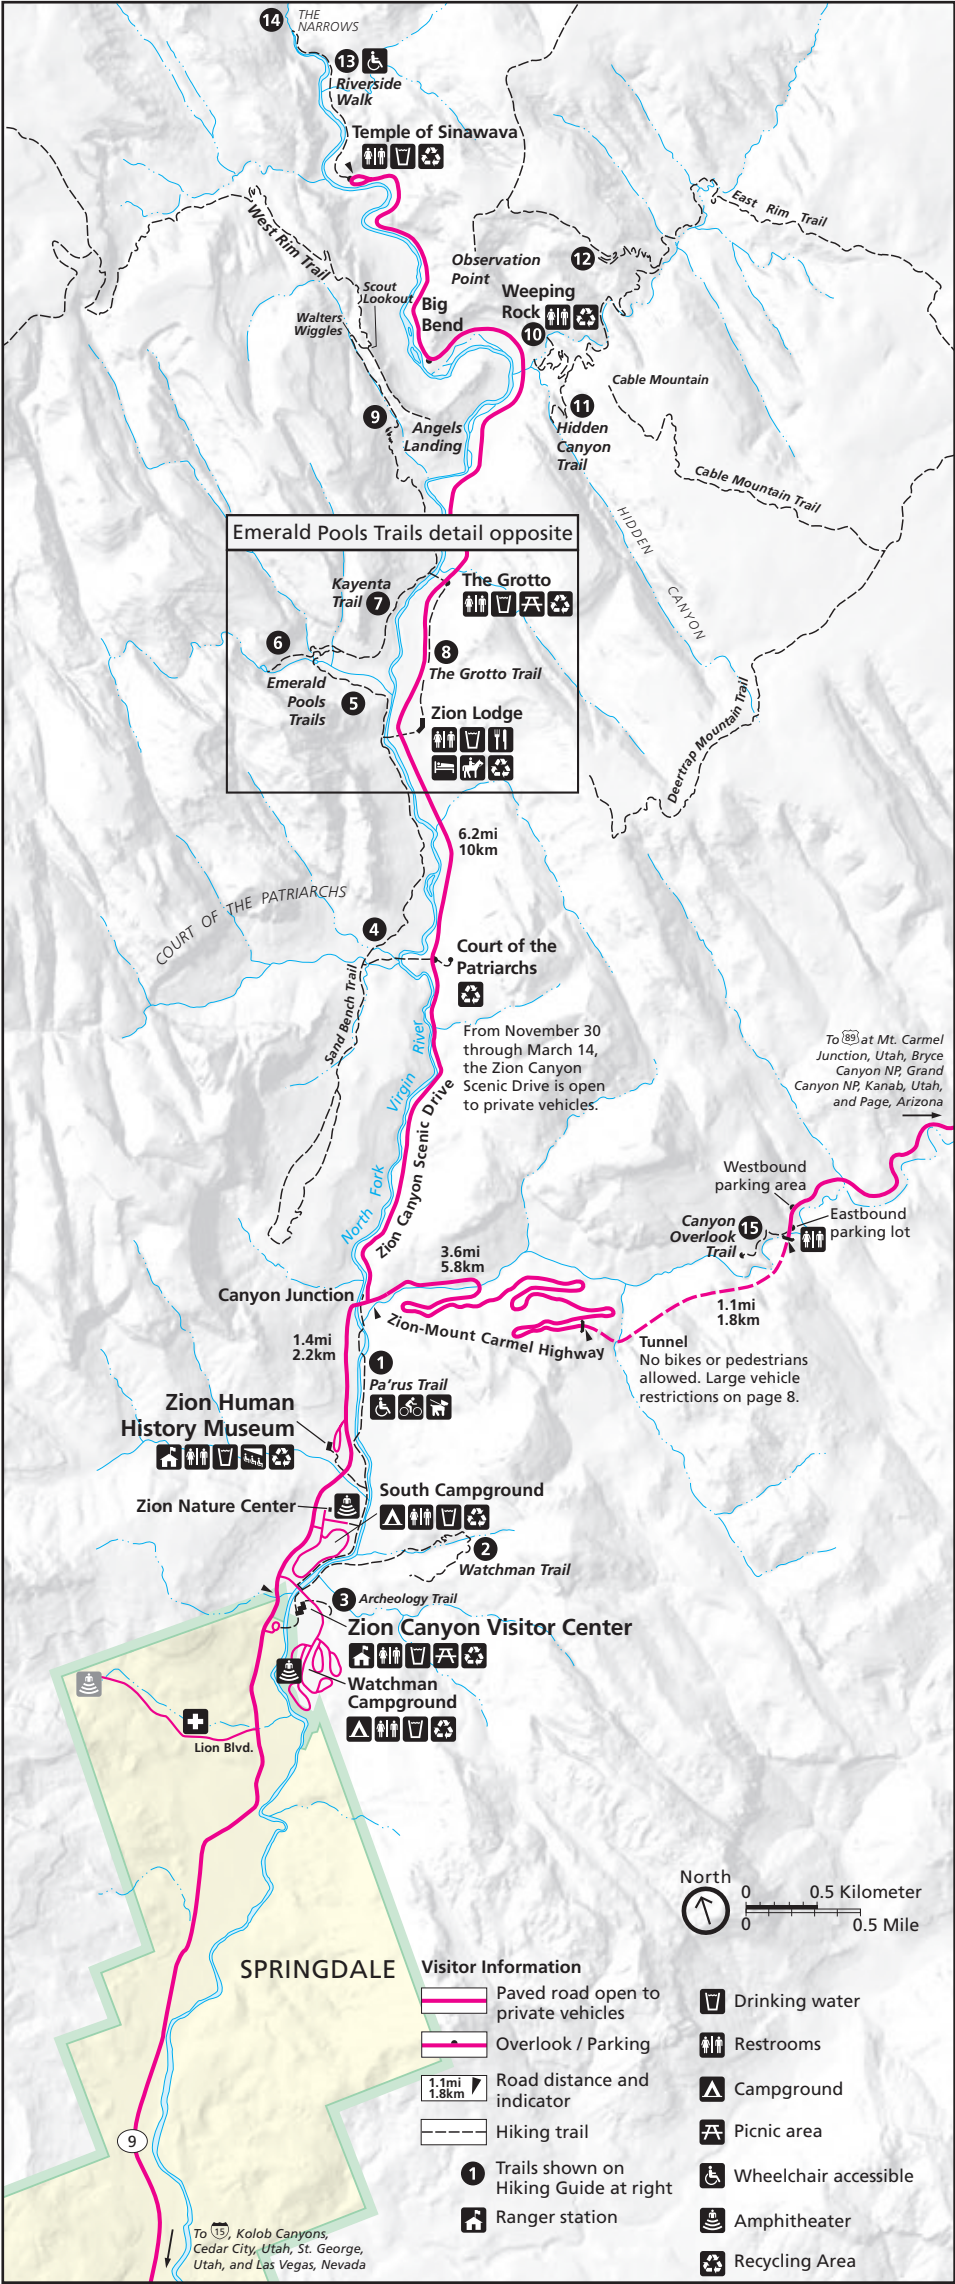 14
THE
NARROWS
13
Riverside
Walk
Temple of Sinawava
East Rim Trail
West Rim Trail
12
Observation
Point
Scout
Lookout
Weeping
Rock
Big
Bend
Walters
Wiggles
10
Cable Mountain
9
11
Angels
Landing
Hidden
Canyon
Trail
Cable Mountain Trail
HIDDEN
CANYON
Emerald Pools Trails detail opposite
Kayenta
Trail 7
The Grotto
6
8
The Grotto Trail
Emerald
Pools
Trails
5
Zion Lodge
Deertrap Mountain Trail
6.2mi
10km
COURT OF THE PATRIARCHS
4
Court of the
Patriarchs
Sand Bench Trail
From November 30
through March 14,
the Zion Canyon
Scenic Drive is open
to private vehicles.
North Fork Virgin River
Zion Canyon Scenic Drive
To 89 at Mt. Carmel
Junction, Utah, Bryce
Canyon NP, Grand
Canyon NP, Kanab, Utah,
and Page, Arizona
Westbound
parking area
Eastbound
parking lot
Canyon
Overlook
Trail
15
3.6mi
5.8km
Canyon Junction
Zion-Mount Carmel Highway
1.1mi
1.8km
1.4mi
2.2km
Tunnel
No bikes or pedestrians
allowed. Large vehicle
restrictions on page 8.
1
Pa'rus Trail
Zion Human
History Museum
South Campground
Zion Nature Center
2
Watchman Trail
3 Archeology Trail
Zion Canyon Visitor Center
Watchman
Campground
Lion Blvd.
North
0 0.5 Kilometer
0 0.5 Mile
SPRINGDALE
Visitor Information
Paved road open to
private vehicles
Overlook / Parking
1.1mi
1.8km
Road distance and
indicator
Hiking trail
1
Trails shown on
Hiking Guide at right
Ranger station
Drinking water
Restrooms
Campground
Picnic area
Wheelchair accessible
Amphitheater
Recycling Area
9
To 15, Kolob Canyons,
Cedar City, Utah, St. George,
Utah, and Las Vegas, Nevada